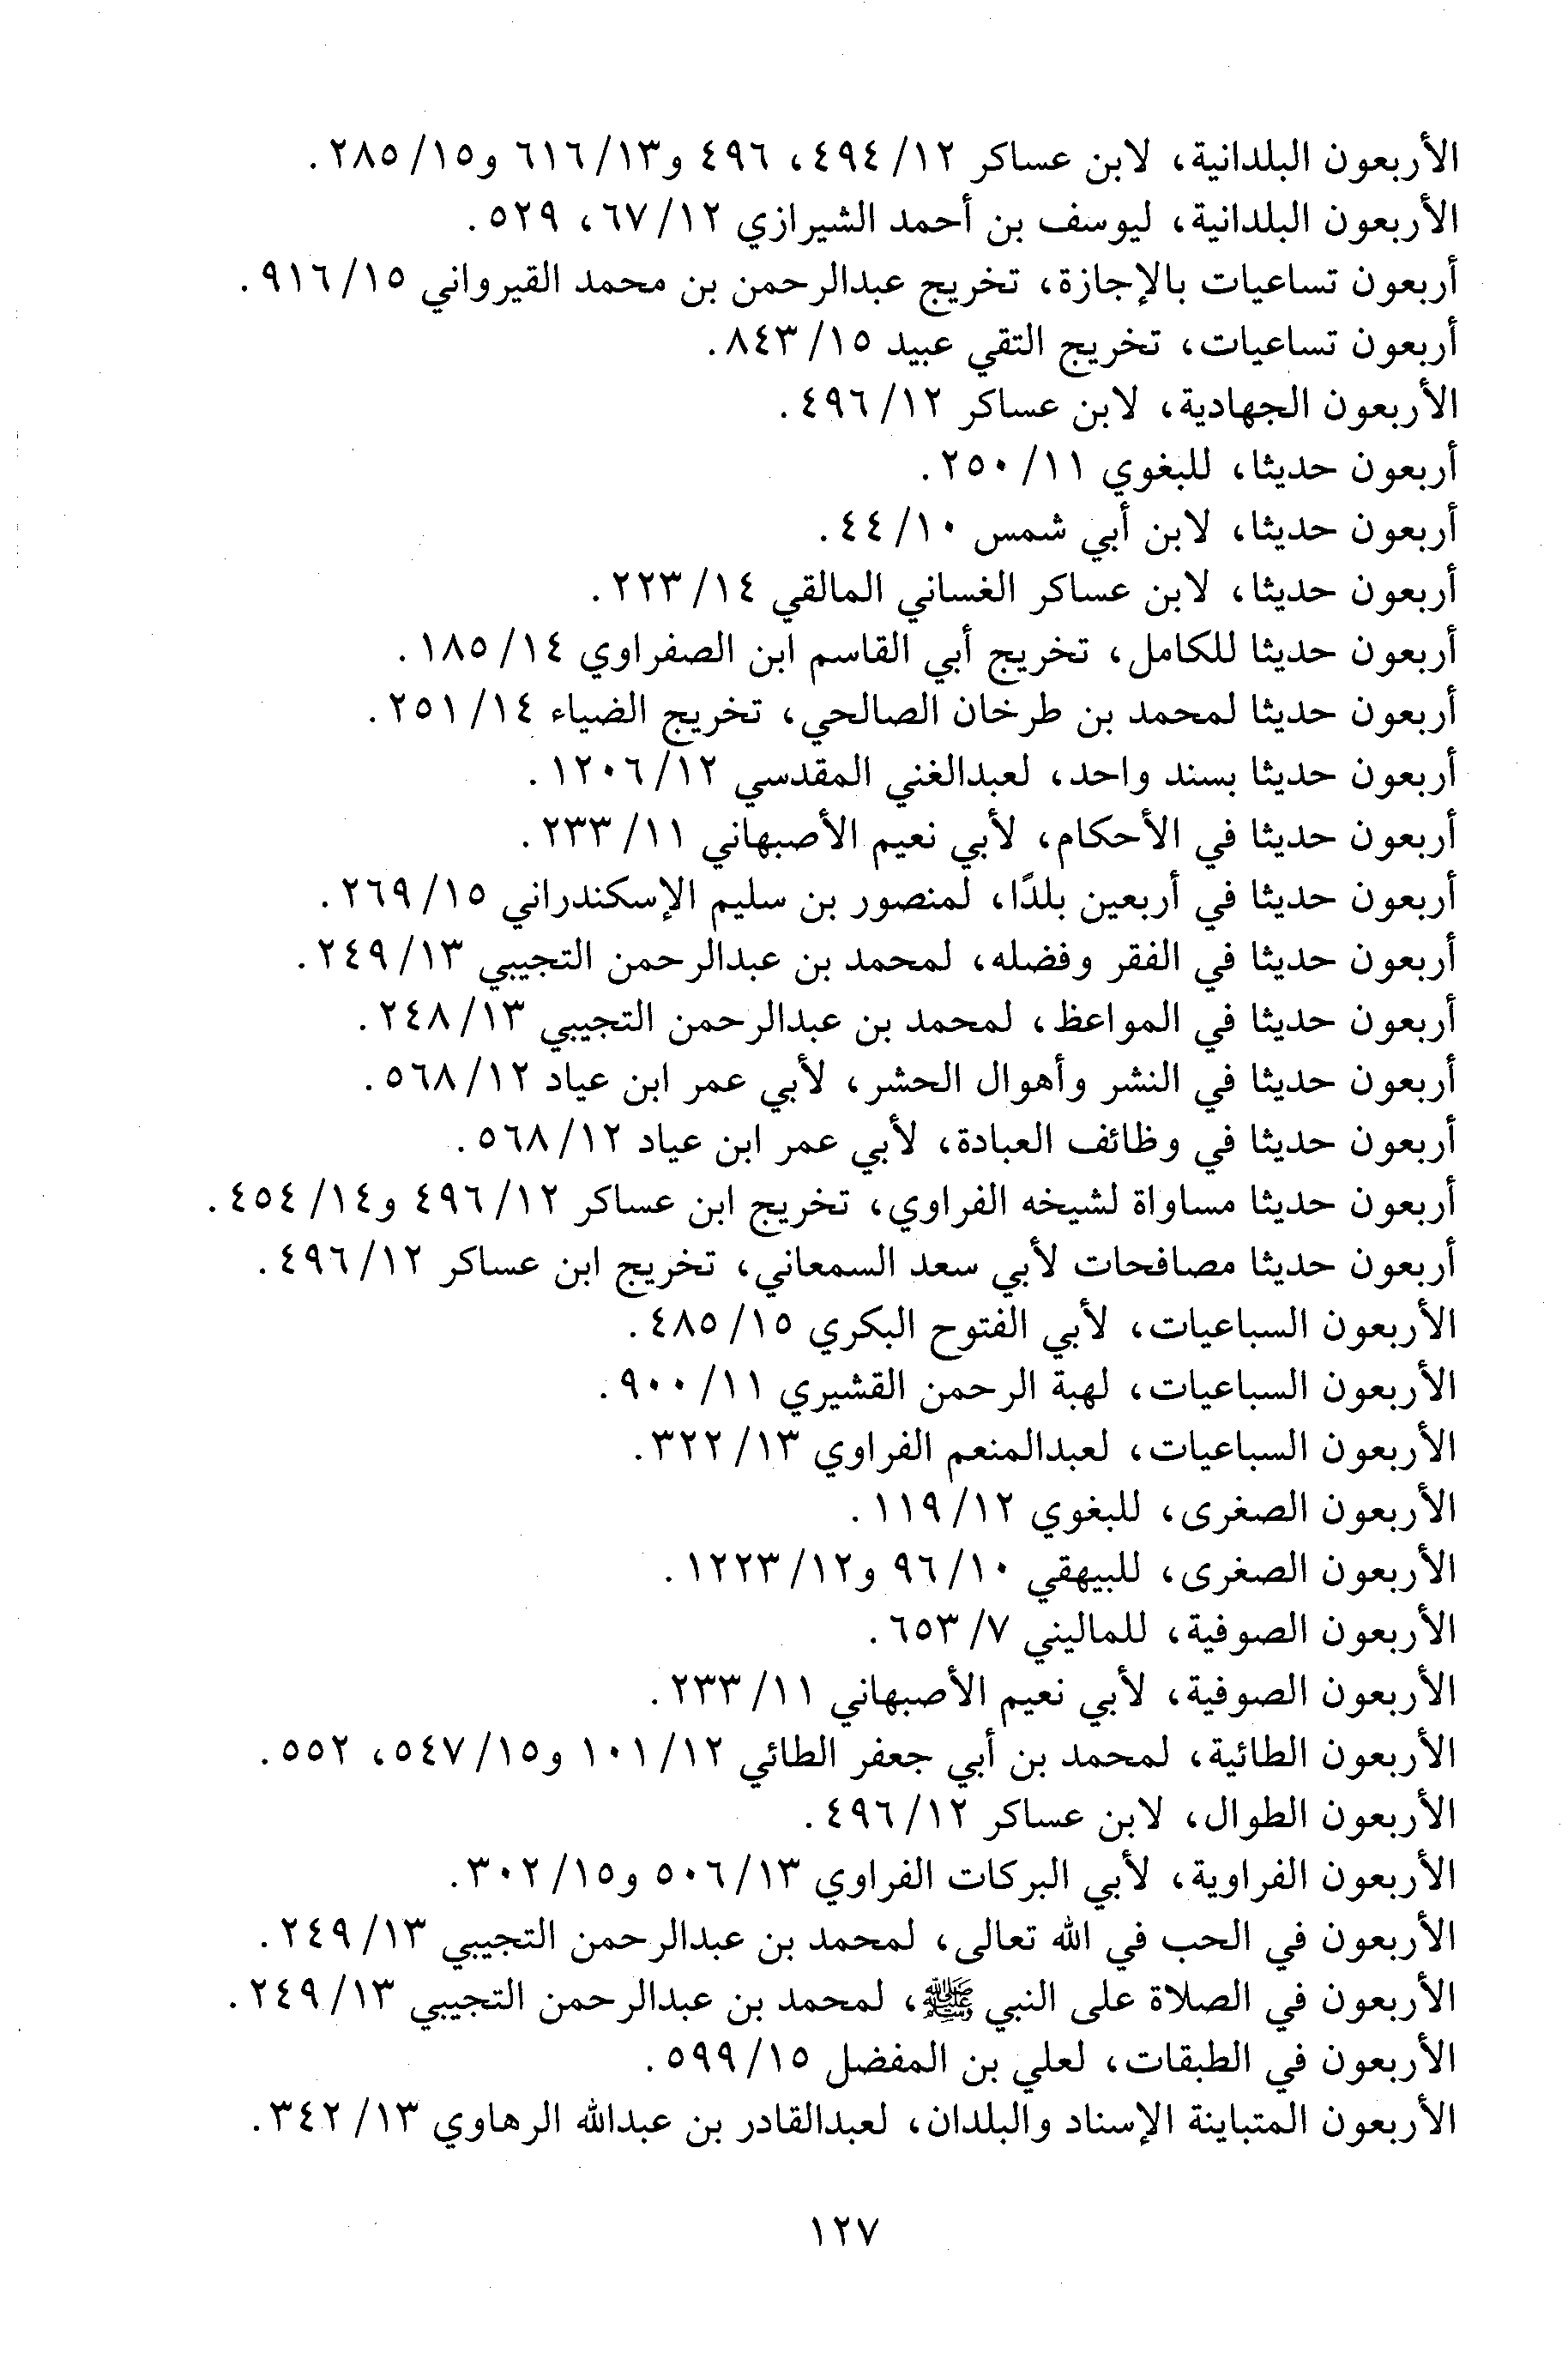 الأربعون البلدانية، لابن عساكر ١٢/ ٤٩٤، ٤٩٦ و١٣/ ٦١٦ و١٥/ ٢٨٥.
الأربعون البلدانية، ليوسف بن أحمد الشيرازي ١٢/ ٦٧، ٥٢٩.
أربعون تساعيات بالإجازة، تخريج عبدالرحمن بن محمد القيرواني ١٥/ ٩١٦.
أربعون تساعيات، تخريج التقي عبيد ١٥/ ٨٤٣.
الأربعون الجهادية، لابن عساكر ١٢/ ٤٩٦.
أربعون حديثا، للبغوي ١١/ ٢٥٠.
أربعون حديثا، لابن أبي شمس ١٠/ ٤٤.
أربعون حديثا، لابن عساكر الغساني المالقي ١٤/ ٢٢٣.
أربعون حديثا للكامل، تخريج أبي القاسم ابن الصفراوي ١٤/ ١٨٥.
أربعون حديثا لمحمد بن طرخان الصالحي، تخريج الضياء ١٤/ ٢٥١.
أربعون حديثا بسند واحد، لعبدالغني المقدسي ١٢/ ١٢٠٦.
أربعون حديثا في الأحكام، لأبي نعيم الأصبهاني ١١/ ٢٣٣.
أربعون حديثا في أربعين بلدًا، لمنصور بن سليم الإسكندراني ١٥/ ٢٦٩.
أربعون حديثا في الفقر وفضله، لمحمد بن عبدالرحمن التجيبي ١٣/ ٢٤٩.
أربعون حديثا في المواعظ، لمحمد بن عبدالرحمن التجيبي ١٣/ ٢٤٨.
أربعون حديثا في النشر وأهوال الحشر، لأبي عمر ابن عياد ١٢/ ٥٦٨.
أربعون حديثا في وظائف العبادة، لأبي عمر ابن عياد ١٢/ ٥٦٨.
أربعون حديثا مساواة لشيخه الفراوي، تخريج ابن عساكر ١٢/ ٤٩٦ و١٤/ ٤٥٤.
أربعون حديثا مصافحات لأبي سعد السمعاني، تخريج ابن عساكر ١٢/ ٤٩٦.
الأربعون السباعيات، لأبي الفتوح البكري ١٥/ ٤٨٥.
الأربعون السباعيات، لهبة الرحمن القشيري ١١/ ٩٠٠.
الأربعون السباعيات، لعبدالمنعم الفراوي ١٣/ ٣٢٢.
الأربعون الصغرى، للبغوي ١٢/ ١١٩.
الأربعون الصغرى، للبيهقي ١٠/ ٩٦ و١٢/ ١٢٢٣.
الأربعون الصوفية، للماليني ٧/ ٦٥٣.
الأربعون الصوفية، لأبي نعيم الأصبهاني ١١/ ٢٣٣.
الأربعون الطائية، لمحمد بن أبي جعفر الطائي ١٢/ ١٠١ و١٥/ ٥٤٧، ٥٥٢.
الأربعون الطوال، لابن عساكر ١٢/ ٤٩٦.
الأربعون الفراوية، لأبي البركات الفراوي ١٣/ ٥٠٦ و١٥/ ٣٠٢.
الأربعون في الحب في الله تعالى، لمحمد بن عبدالرحمن التجيبي ١٣/ ٢٤٩.
الأربعون في الصلاة على النبي ﷺ، لمحمد بن عبدالرحمن التجيبي ١٣/ ٢٤٩.
الأربعون في الطبقات، لعلي بن المفضل ١٥/ ٥٩٩.
الأربعون المتباينة الإسناد والبلدان، لعبدالقادر بن عبدالله الرهاوي ١٣/ ٣٤٢.
١٢٧